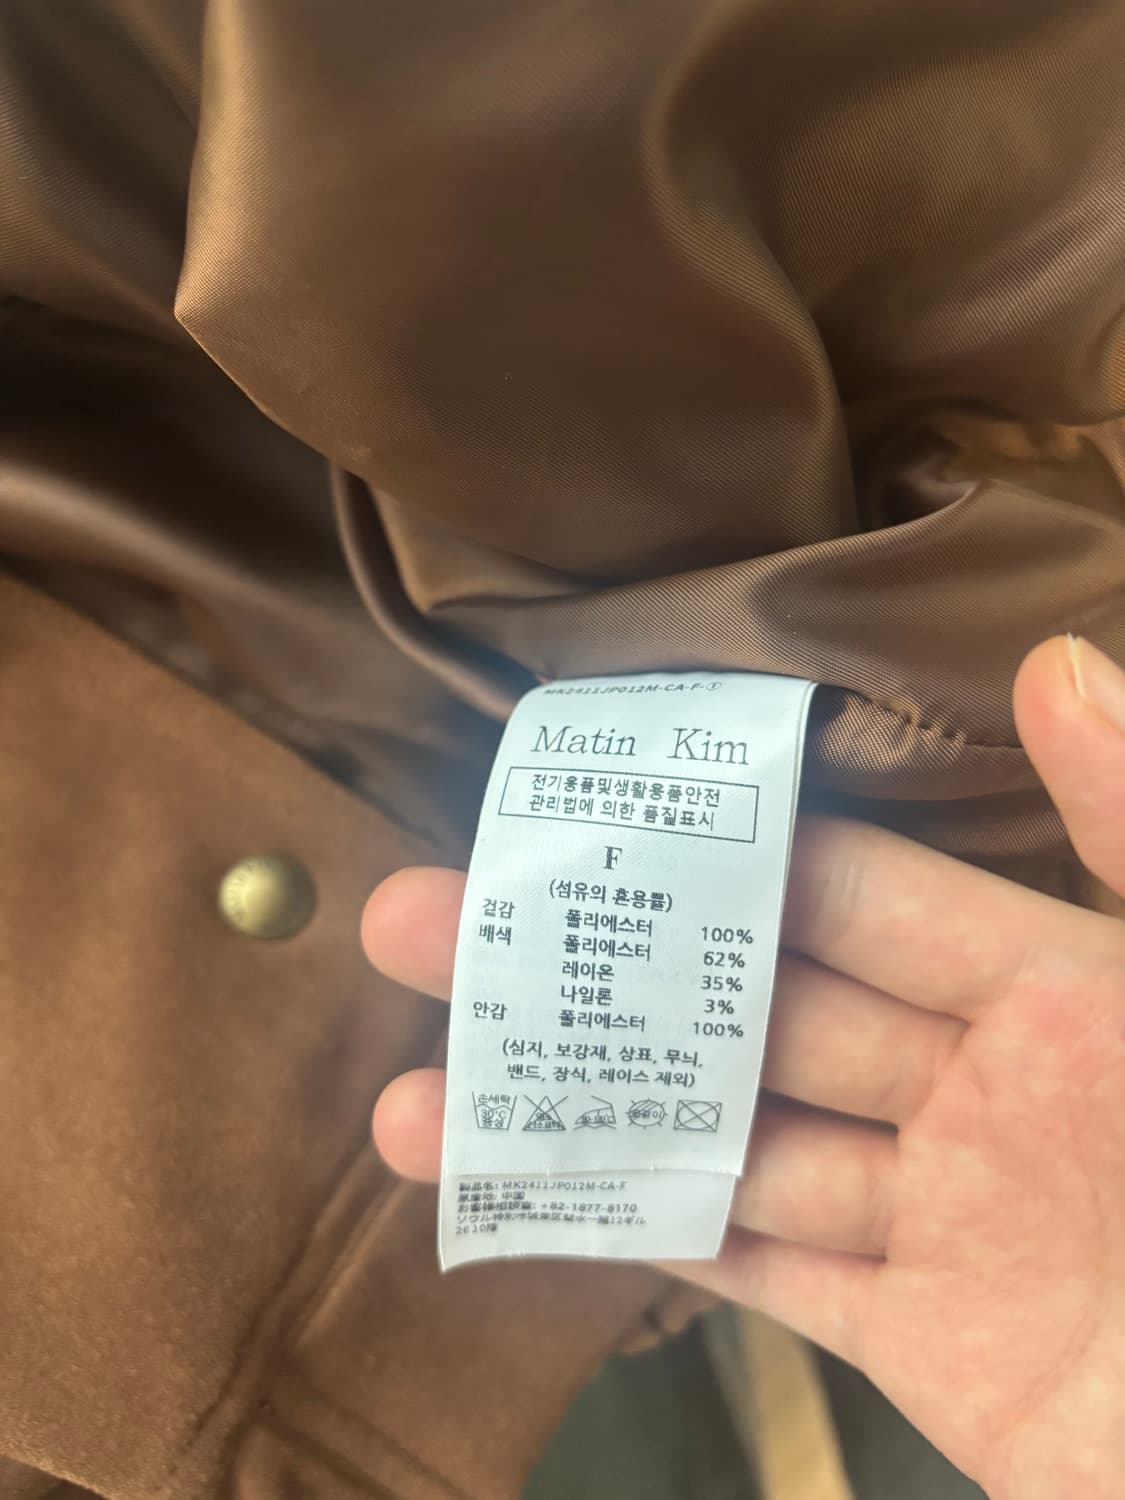 MK2411JP012M-CA-F-①
Matin Kim
전기용품및생활용품안전
관리법에 의한 품질표시
F
(섬유의 혼용률)
겉감 폴리에스터 100%
배색 폴리에스터 62%
레이온 35%
나일론 3%
안감 폴리에스터 100%
(심지, 보강재, 상표, 무늬,
밴드, 장식, 레이스 제외)
손세탁
30°C
중성
MK2411JP012M-CA-F
中国
+82-1877-8170